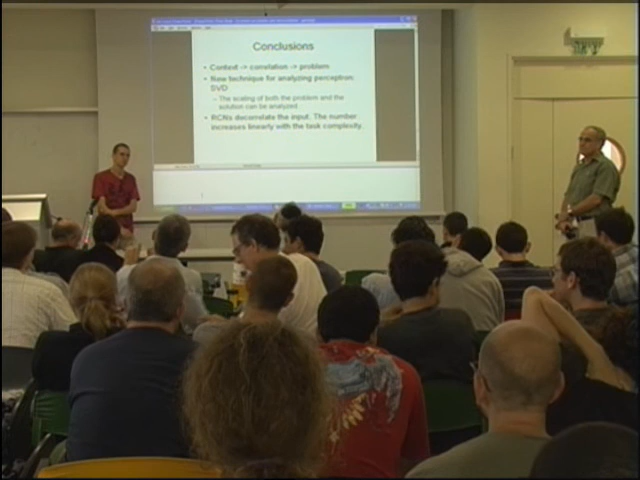 Conclusions
• Context -> correlation -> problem
• New technique for analyzing perception:
SVD
– The scaling of both the problem and the
solution can be analyzed.
• RCNs decorrelate the input. The number
increases linearly with the task complexity.